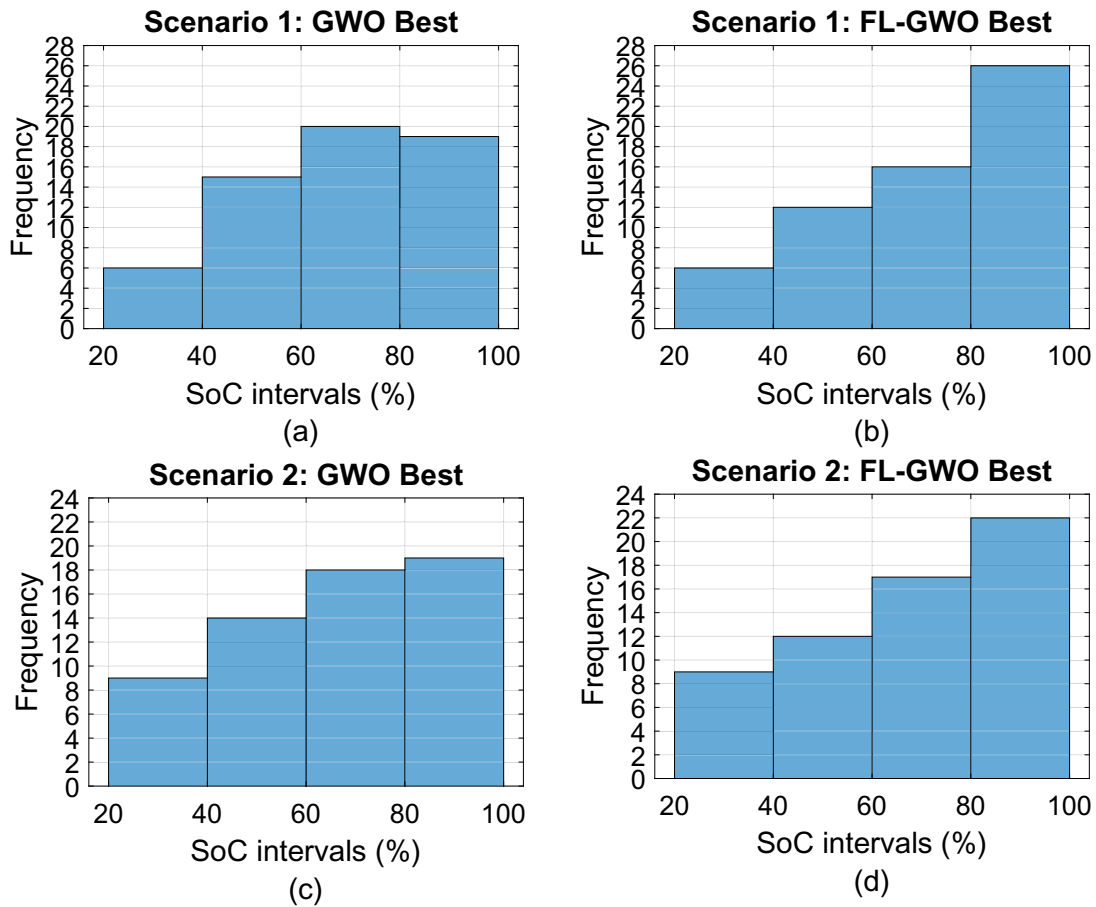 Scenario 1: GWO Best
28
26
24
22
20
18
16
14
12
10
8
6
4
2
0
Frequency
20 40 60 80 100
SoC intervals (%)
(a)
Scenario 1: FL-GWO Best
28
26
24
22
20
18
16
14
12
10
8
6
4
2
0
Frequency
20 40 60 80 100
SoC intervals (%)
(b)
Scenario 2: GWO Best
24
22
20
18
16
14
12
10
8
6
4
2
0
Frequency
20 40 60 80 100
SoC intervals (%)
(c)
Scenario 2: FL-GWO Best
24
22
20
18
16
14
12
10
8
6
4
2
0
Frequency
20 40 60 80 100
SoC intervals (%)
(d)